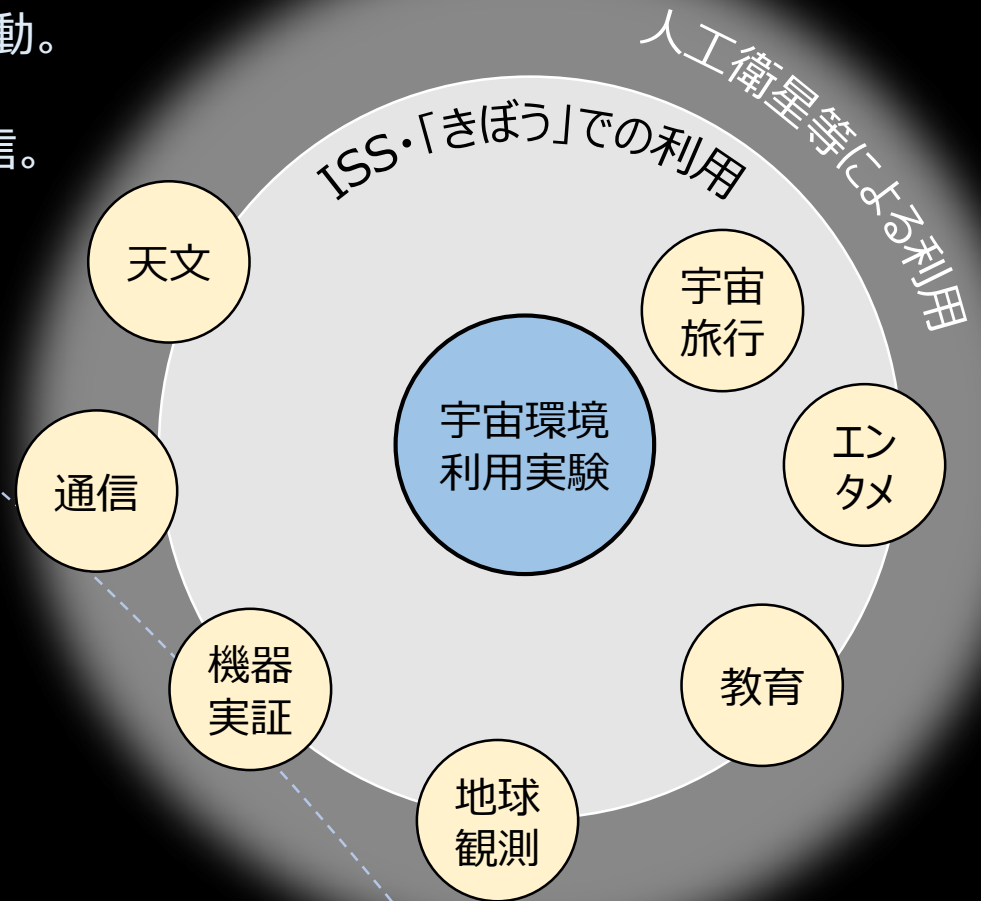 動。
信。
人工衛星等による利用
ISS・「きぼう」での利用
天文
宇宙
旅行
宇宙環境
利用実験
エン
タメ
通信
機器
実証
教育
地球
観測